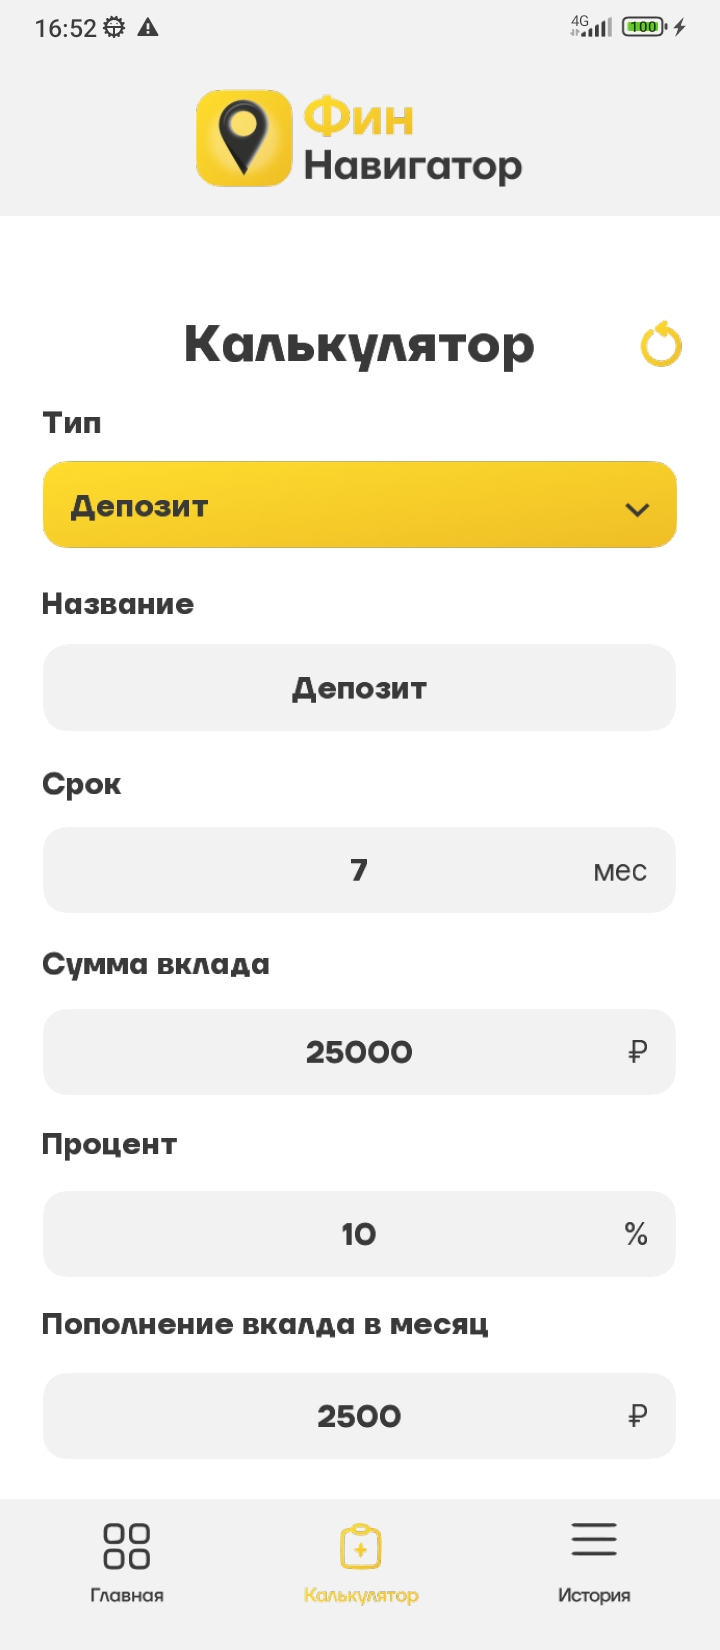 16:52
4G
100
Фин
Навигатор
Калькулятор
Тип
Депозит
Название
Депозит
Срок
7 мес
Сумма вклада
25000 ₽
Процент
10 %
Пополнение вкалда в месяц
2500 ₽
Главная
Калькулятор
История